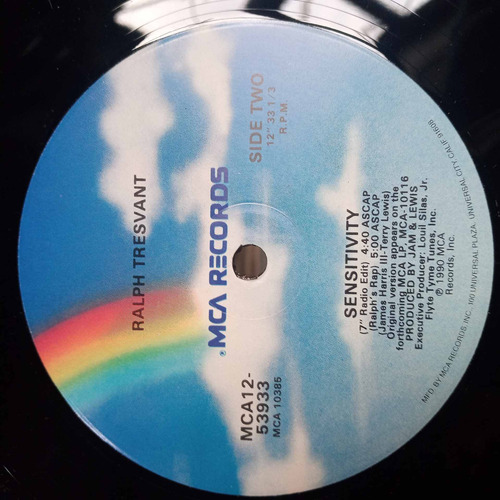 RALPH TRESVANT
MCA RECORDS
SIDE TWO
12" 33 1/3
R.P.M.
MCA12-
53933
MCA 10385
SENSITIVITY
(7" Radio Edit) 4:40 ASCAP
(Ralph's Rap) 5:00 ASCAP
(James Harris III-Terry Lewis)
Original version appears on the
forthcoming MCA LP MCA-10116
PRODUCED BY JAM & LEWIS
Executive Producer: Louil Silas, Jr.
Flyte Tyme Tunes, Inc.
℗ 1990 MCA
Records, Inc.
MFD. BY MCA RECORDS, INC. 100 UNIVERSAL PLAZA, UNIVERSAL CITY, CALIF. 91608